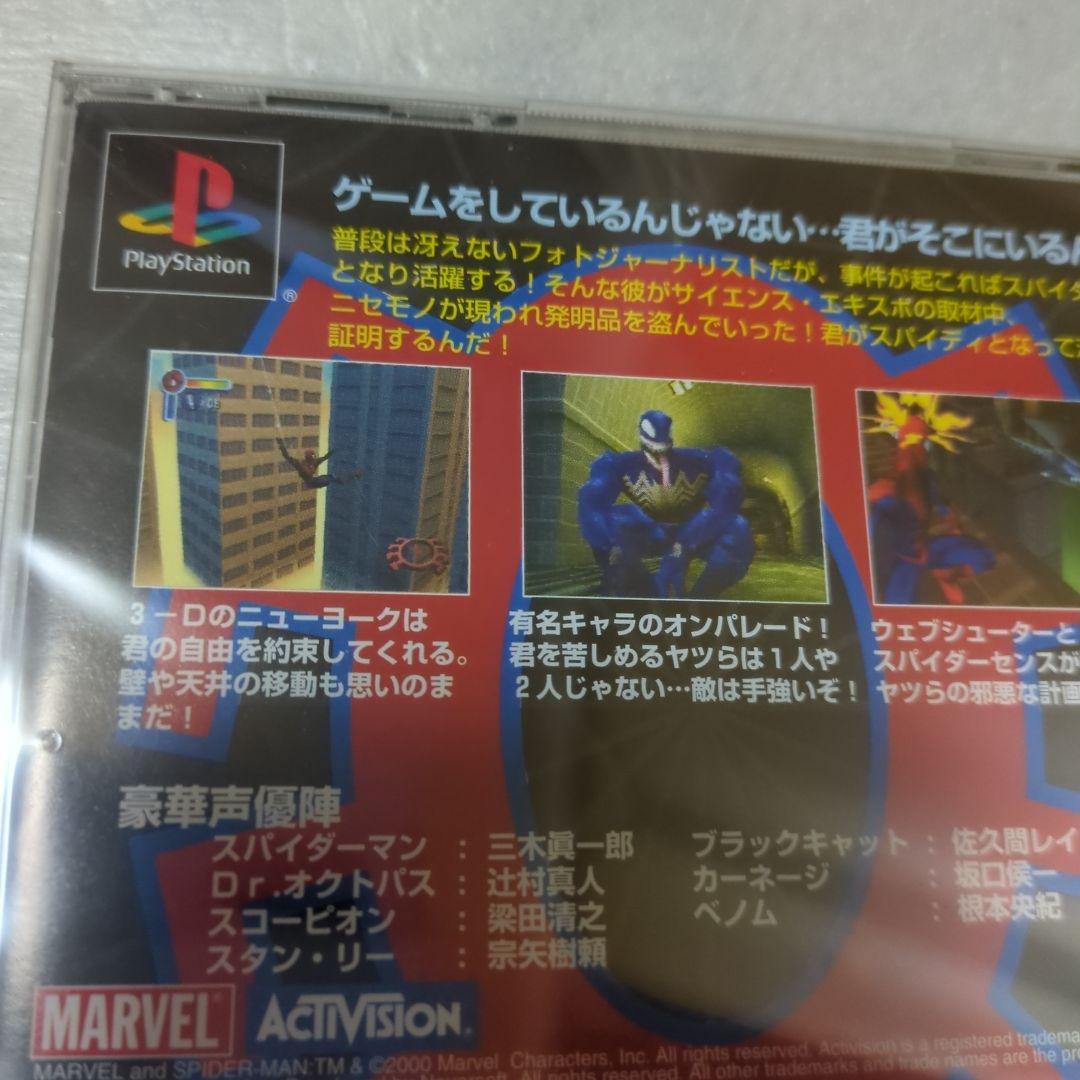 PlayStation
®
ゲームをしているんじゃない…君がそこにいるん
普段は冴えないフォトジャーナリストだが、事件が起こればスパイダ
となり活躍する！そんな彼がサイエンス・エキスポの取材中、
ニセモノが現われ発明品を盗んでいった！君がスパイディとなって
証明するんだ！
3－Dのニューヨークは
君の自由を約束してくれる。
壁や天井の移動も思いのま
まだ！
有名キャラのオンパレード！
君を苦しめるヤツらは1人や
2人じゃない…敵は手強いぞ！
ウェブシューターと
スパイダーセンスが
ヤツらの邪悪な計画
豪華声優陣
スパイダーマン ： 三木眞一郎
Dr.オクトパス ： 辻村真人
スコーピオン ： 梁田清之
スタン・リー ： 宗矢樹頼
ブラックキャット ： 佐久間レイ
カーネージ ： 坂口候一
ベノム ： 根本央紀
MARVEL
ACTIVISION.
MARVEL and SPIDER-MAN:TM & ©2000 Marvel Characters, Inc. All rights reserved. Activision is a registered tradema
All rights reserved. All other trademarks and trade names are the pro